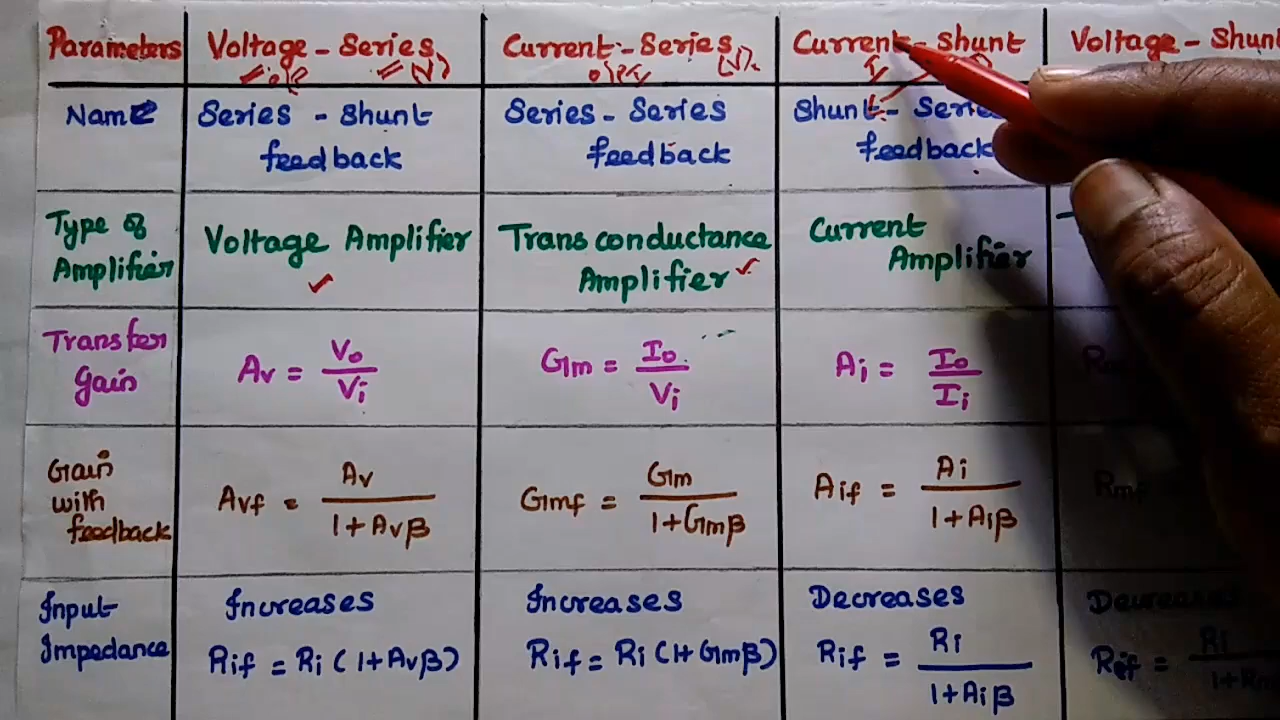 Parameters
Voltage - Series
Current - Series
Current - Shunt
Voltage - Shunt
o/p
(V)
o/p I
(V).
I
Name
Series - Shunt
feedback
Series - Series
feedback
Shunt - Series
feedback
Type of
Amplifier
Voltage Amplifier
Transconductance
Amplifier
Current
Amplifier
Transfer
Gain
Av = Vo / Vi
Gm = Io / Vi
Ai = Io / Ii
Gain
with
feedback
Avf = Av / 1+Avβ
Gmf = Gm / 1+Gmβ
Aif = Ai / 1+Aiβ
Input
Impedance
Increases
Rif = Ri (1+Avβ)
Increases
Rif = Ri (1+Gmβ)
Decreases
Rif = Ri / 1+Aiβ
Decreases
Rif = Ri